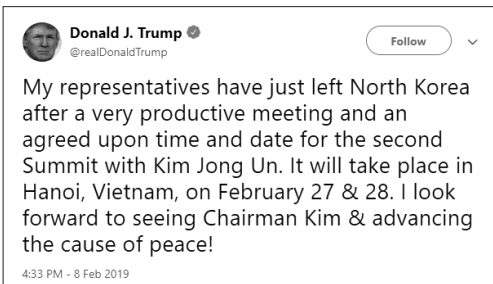 Donald J. Trump
@realDonaldTrump
Follow
My representatives have just left North Korea
after a very productive meeting and an
agreed upon time and date for the second
Summit with Kim Jong Un. It will take place in
Hanoi, Vietnam, on February 27 & 28. I look
forward to seeing Chairman Kim & advancing
the cause of peace!
4:33 PM - 8 Feb 2019